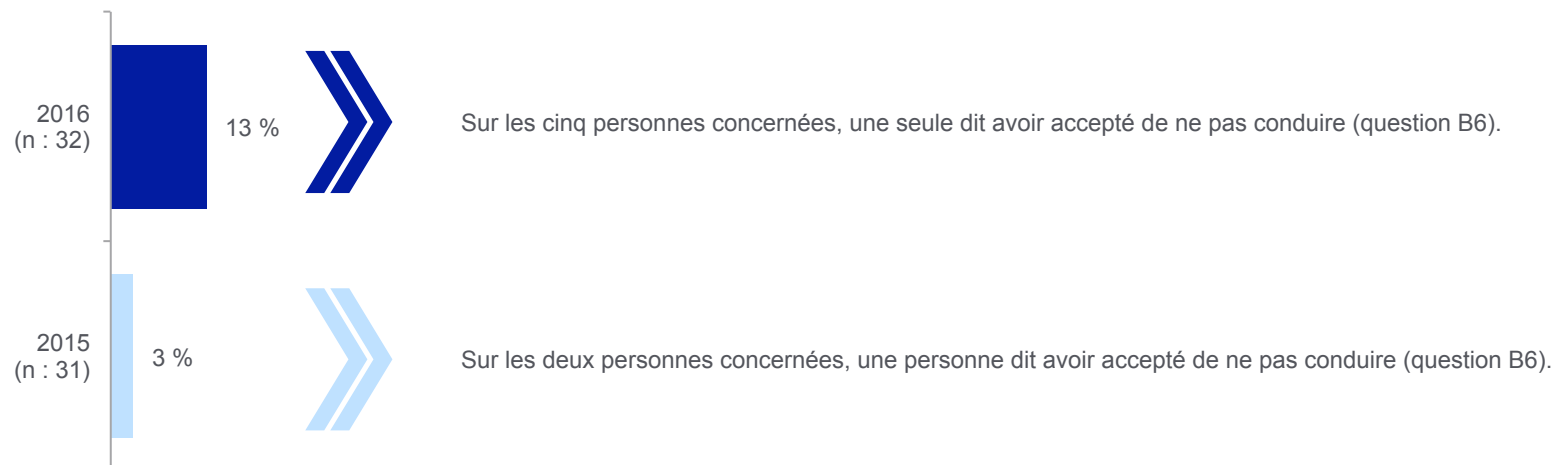 2016
(n : 32)
13 %
Sur les cinq personnes concernées, une seule dit avoir accepté de ne pas conduire (question B6).
2015
(n : 31)
3 %
Sur les deux personnes concernées, une personne dit avoir accepté de ne pas conduire (question B6).